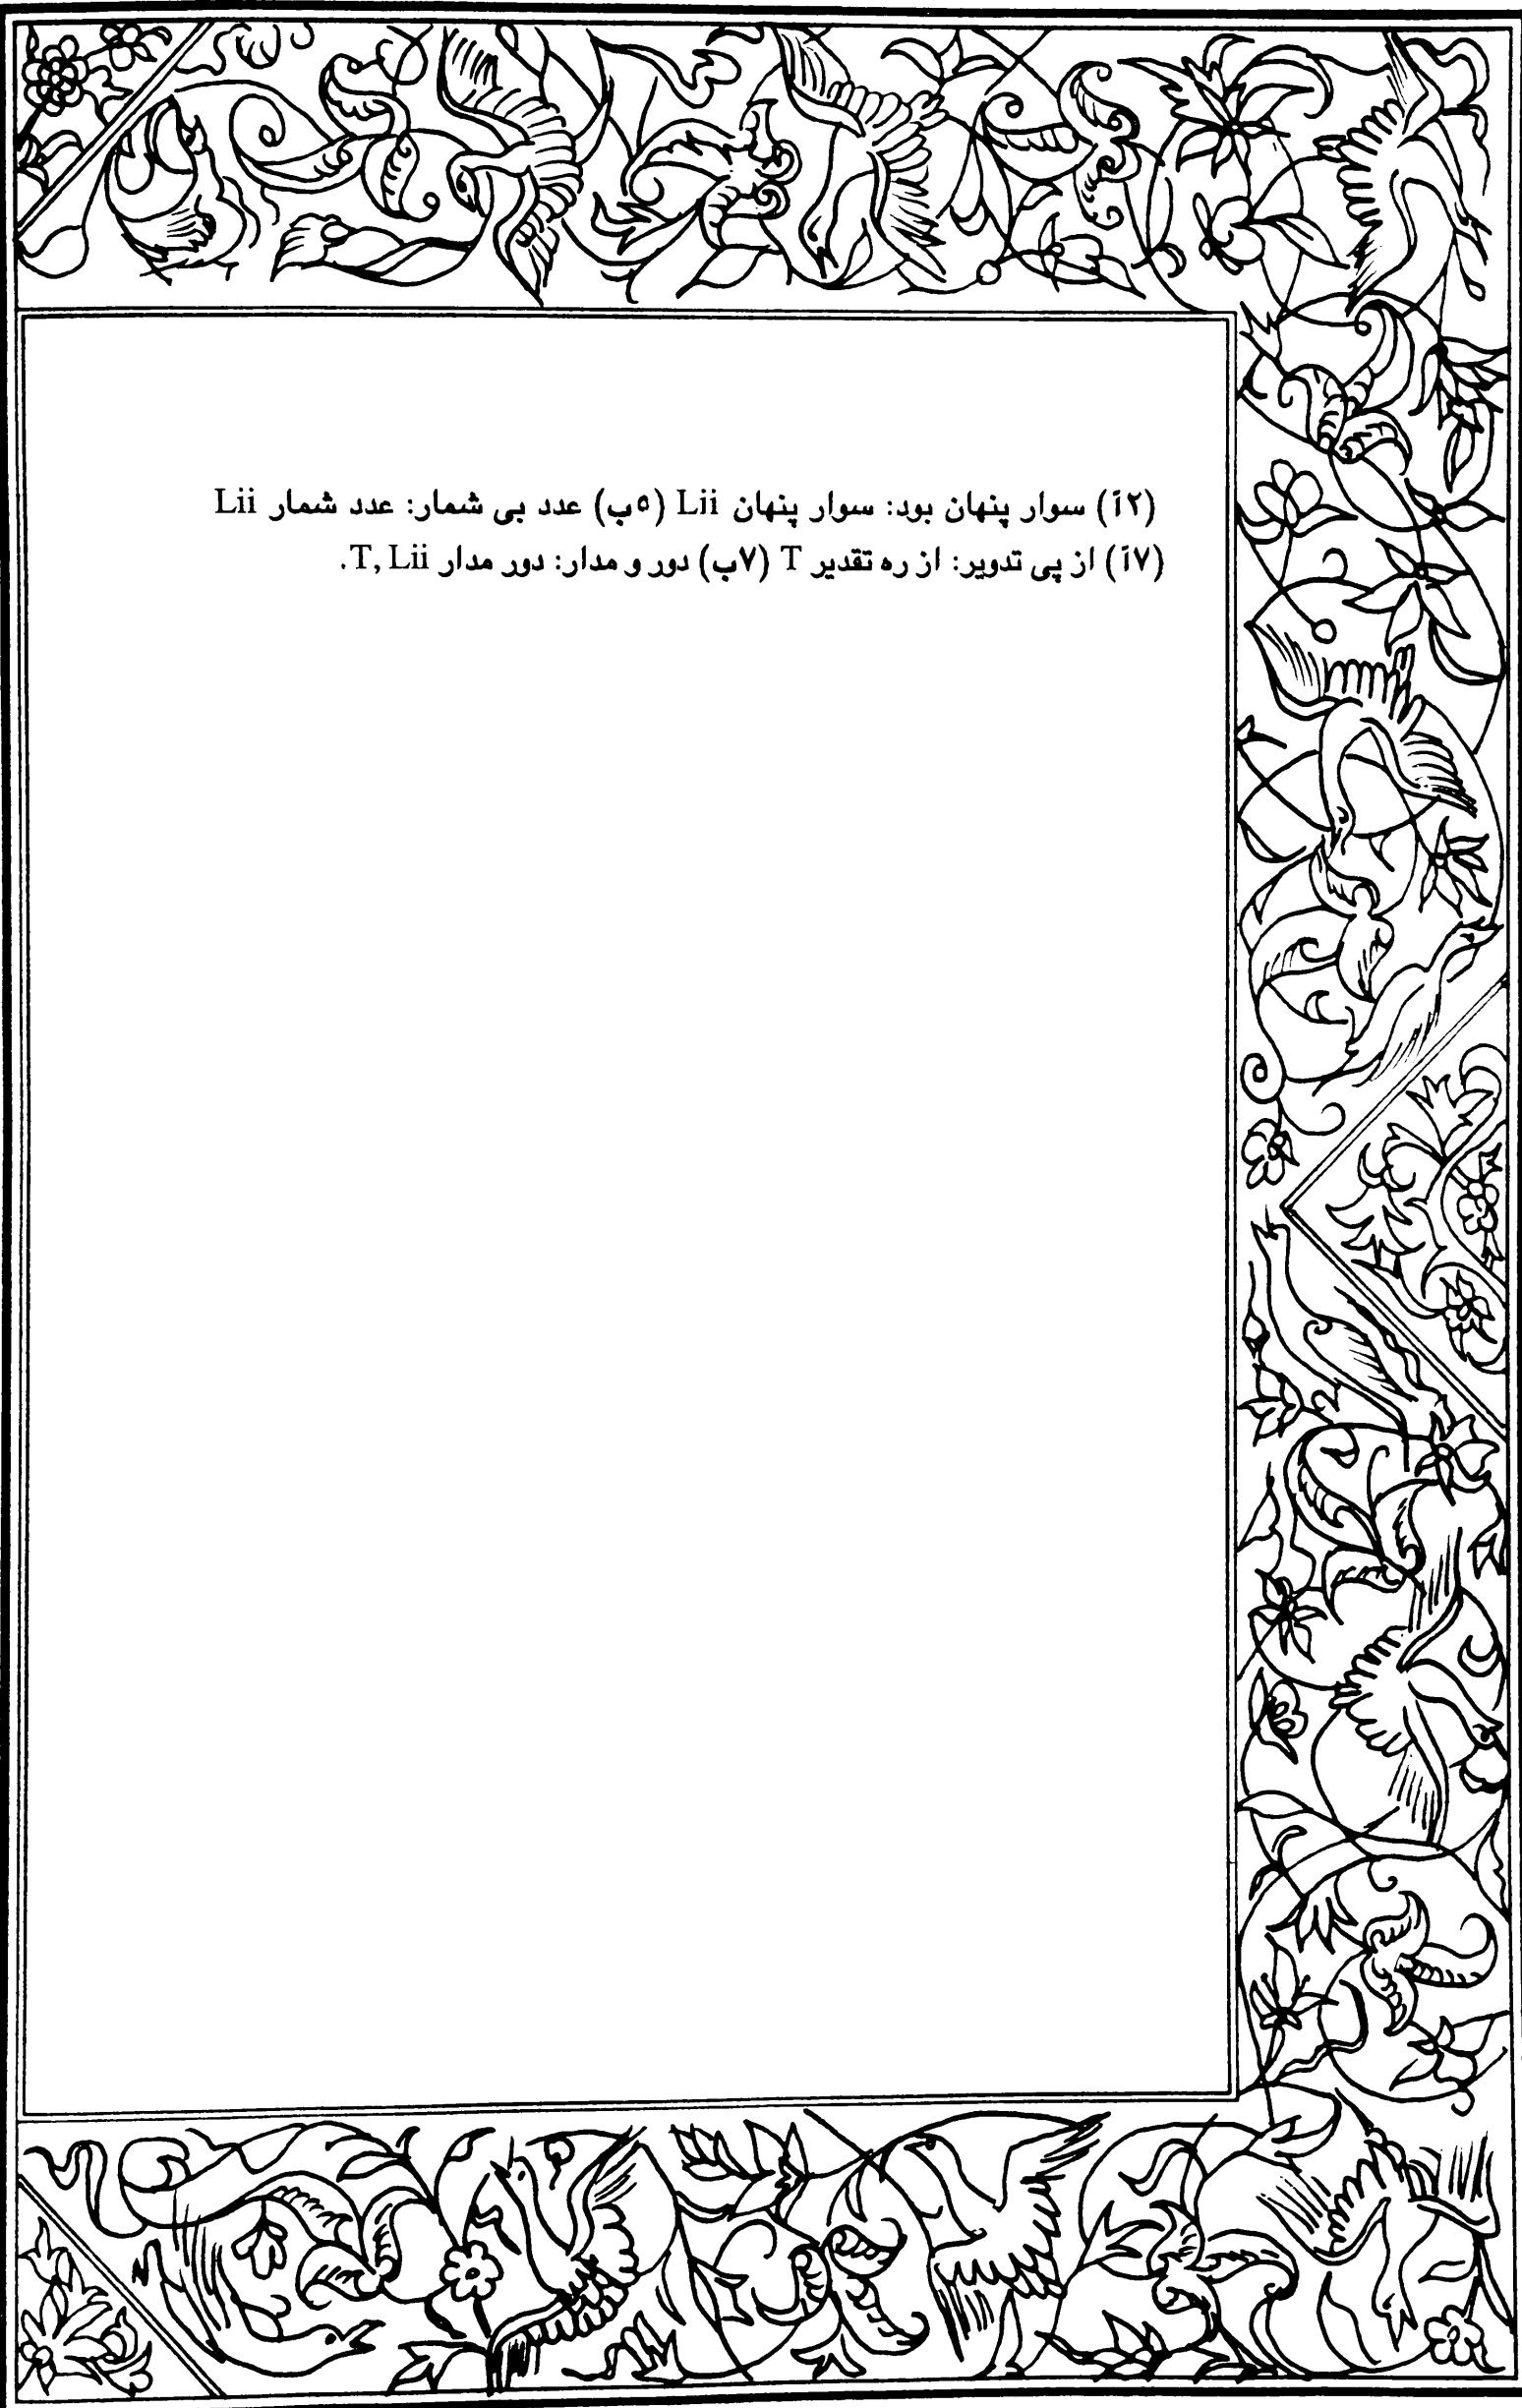 (۲آ) سوار پنهان بود: سوار پنهان Lii (۵ب) عدد بی شمار: عدد شمار Lii
(۷آ) از پی تدویر: از ره تقدیر T (۷ب) دور و مدار: دور مدار T, Lii.